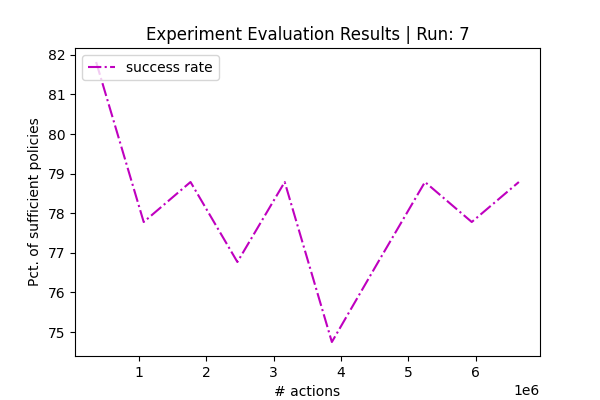 Experiment Evaluation Results | Run: 7
success rate
Pct. of sufficient policies
82
81
80
79
78
77
76
75
1 2 3 4 5 6
1e6
# actions